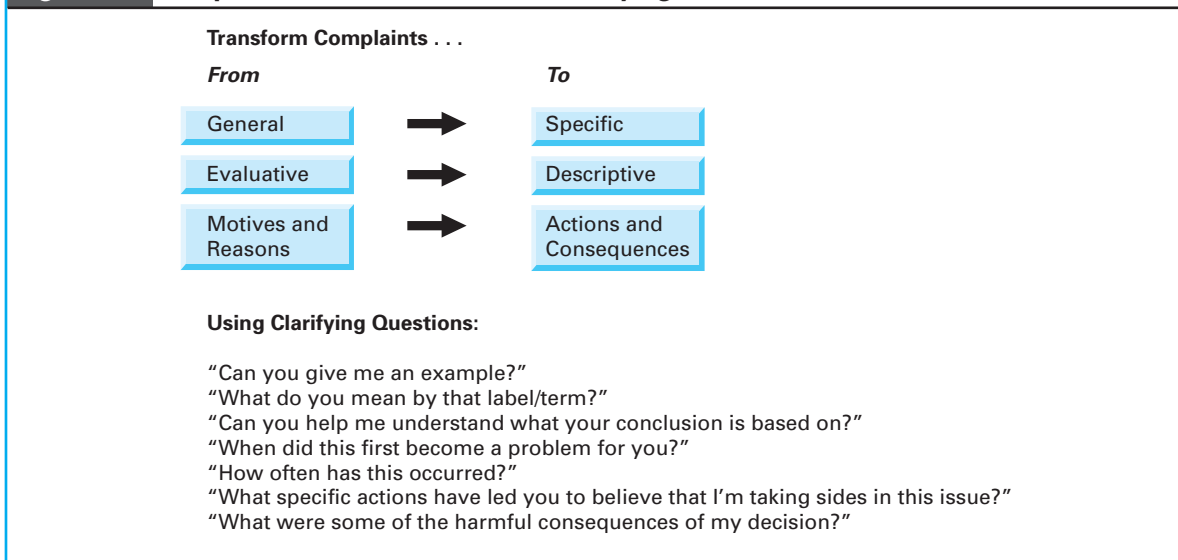 Transform Complaints . . .
From To
General Specific
Evaluative Descriptive
Motives and Actions and
Reasons Consequences
Using Clarifying Questions:
“Can you give me an example?”
“What do you mean by that label/term?”
“Can you help me understand what your conclusion is based on?”
“When did this first become a problem for you?”
“How often has this occurred?”
“What specific actions have led you to believe that I’m taking sides in this issue?”
“What were some of the harmful consequences of my decision?”